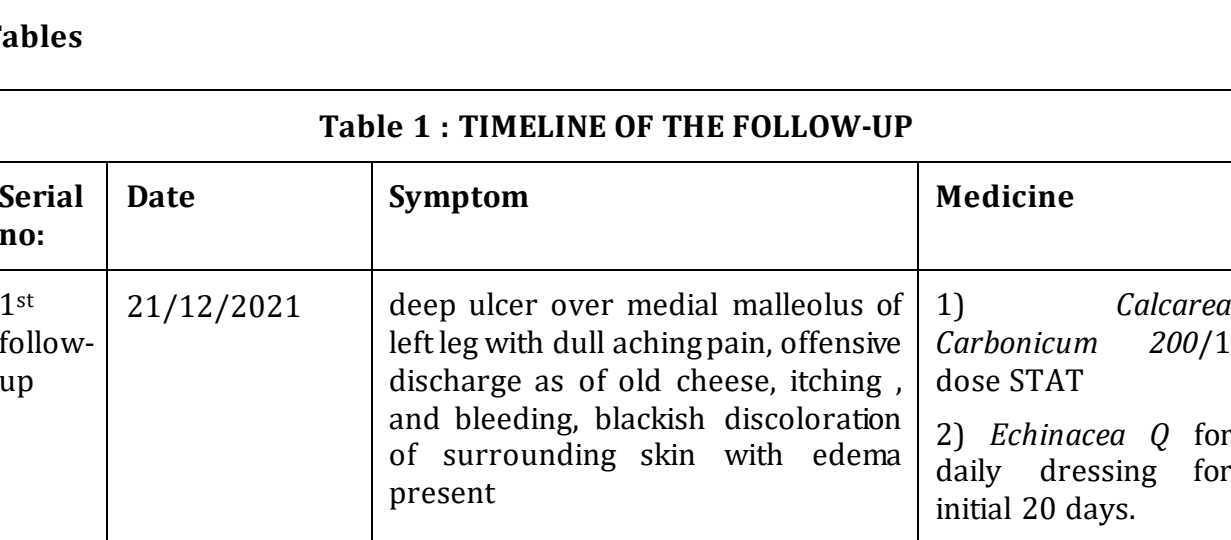 Tables
Table 1 : TIMELINE OF THE FOLLOW-UP
Serial no:
Date
Symptom
Medicine
1st
follow-
up
21/12/2021
deep ulcer over medial malleolus of
left leg with dull aching pain, offensive
discharge as of old cheese, itching ,
and bleeding, blackish discoloration
of surrounding skin with edema
present
1) Calcarea
Carbonicum 200/1
dose STAT
2) Echinacea Q for
daily dressing for
initial 20 days.